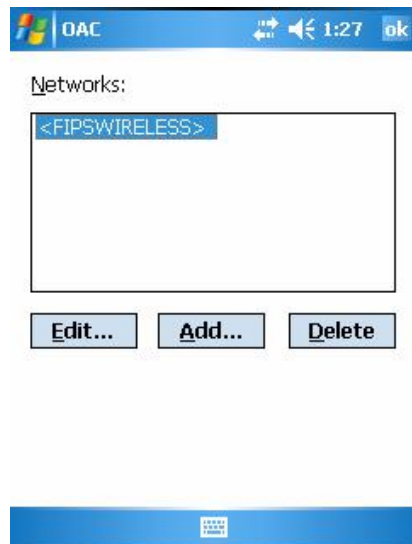 OAC 1:27 ok
Networks:
<FIPSWIRELESS>
Edit... Add... Delete